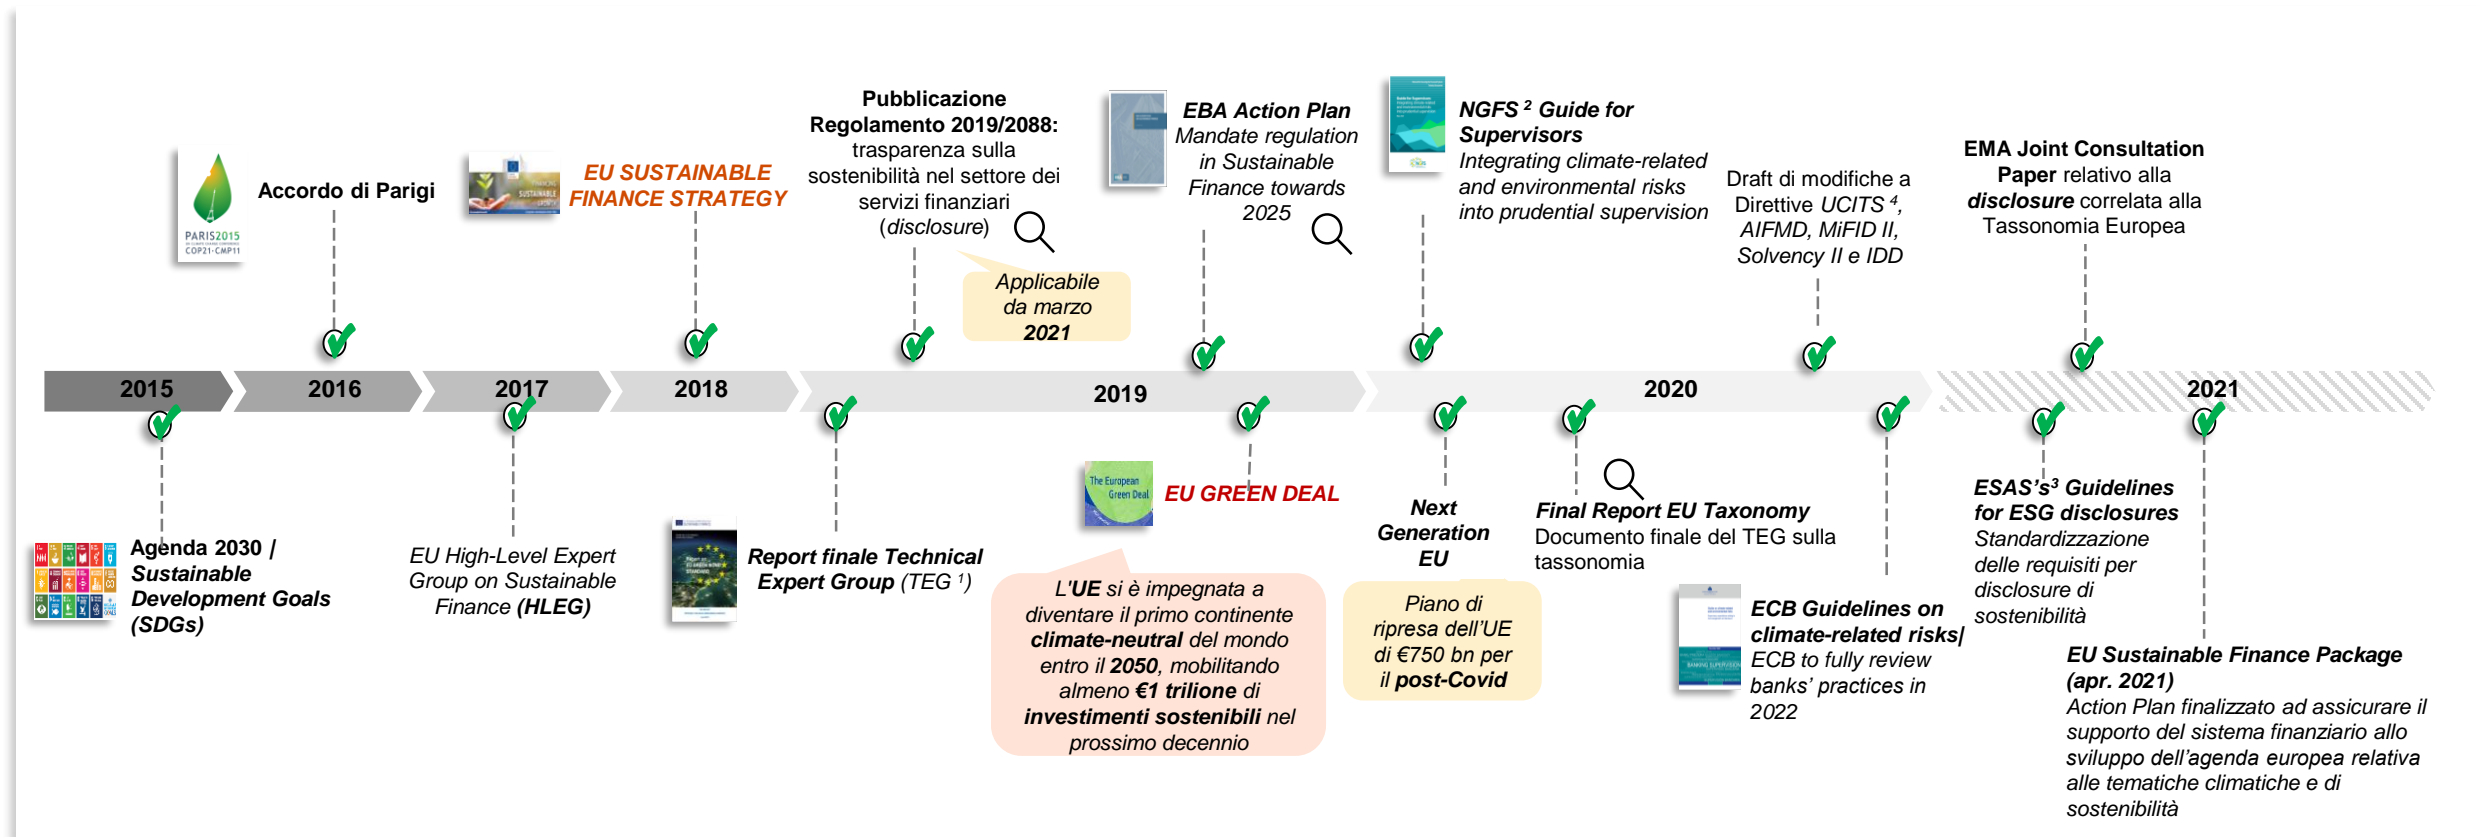 Accordo di Parigi
PARIS2015
COP21·CMP11
EU SUSTAINABLE
FINANCE STRATEGY
SUSTAINABLE
Pubblicazione
Regolamento 2019/2088:
trasparenza sulla
sostenibilità nel settore dei
servizi finanziari
(disclosure)
Applicabile
da marzo
2021
EBA Action Plan
Mandate regulation
in Sustainable
Finance towards
2025
NGFS ² Guide for
Supervisors
Integrating climate-related
and environmental risks
into prudential supervision
Draft di modifiche a
Direttive UCITS ⁴,
AIFMD, MiFID II,
Solvency II e IDD
EMA Joint Consultation
Paper relativo alla
disclosure correlata alla
Tassonomia Europea
2015
2016
2017
2018
2019
2020
2021
Agenda 2030 |
Sustainable
Development Goals
(SDGs)
EU High-Level Expert
Group on Sustainable
Finance (HLEG)
Report finale Technical
Expert Group (TEG ¹)
The European
Green Deal
EU GREEN DEAL
L'UE si è impegnata a
diventare il primo continente
climate-neutral del mondo
entro il 2050, mobilitando
almeno €1 trilione di
investimenti sostenibili nel
prossimo decennio
Next
Generation
EU
Piano di
ripresa dell’UE
di €750 bn per
il post-Covid
Final Report EU Taxonomy
Documento finale del TEG sulla
tassonomia
BANKING SUPERVISION
ECB Guidelines on
climate-related risks|
ECB to fully review
banks’ practices in
2022
ESAS’s³ Guidelines
for ESG disclosures
Standardizzazione
delle requisiti per
disclosure di
sostenibilità
EU Sustainable Finance Package
(apr. 2021)
Action Plan finalizzato ad assicurare il
supporto del sistema finanziario allo
sviluppo dell’agenda europea relativa
alle tematiche climatiche e di
sostenibilità